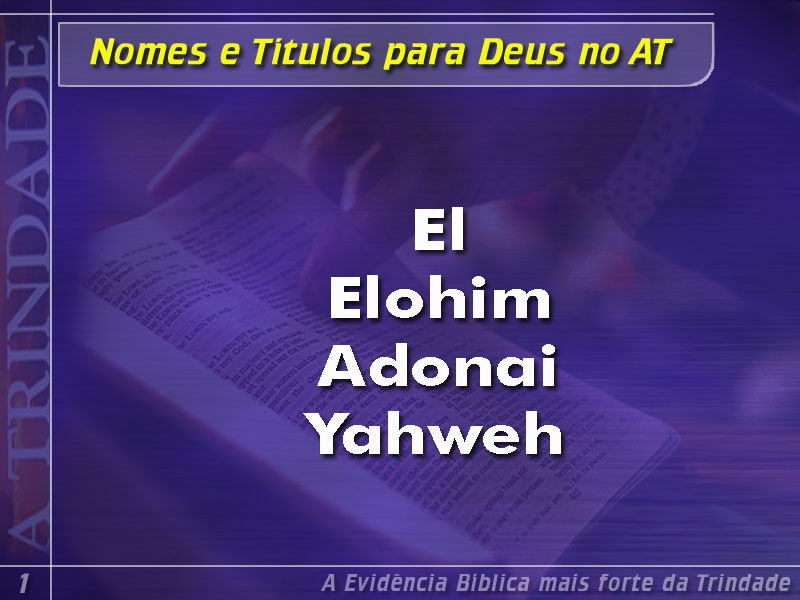 Nomes e Títulos para Deus no AT
A TRINDADE
El
Elohim
Adonai
Yahweh
1
A Evidência Bíblica mais forte da Trindade